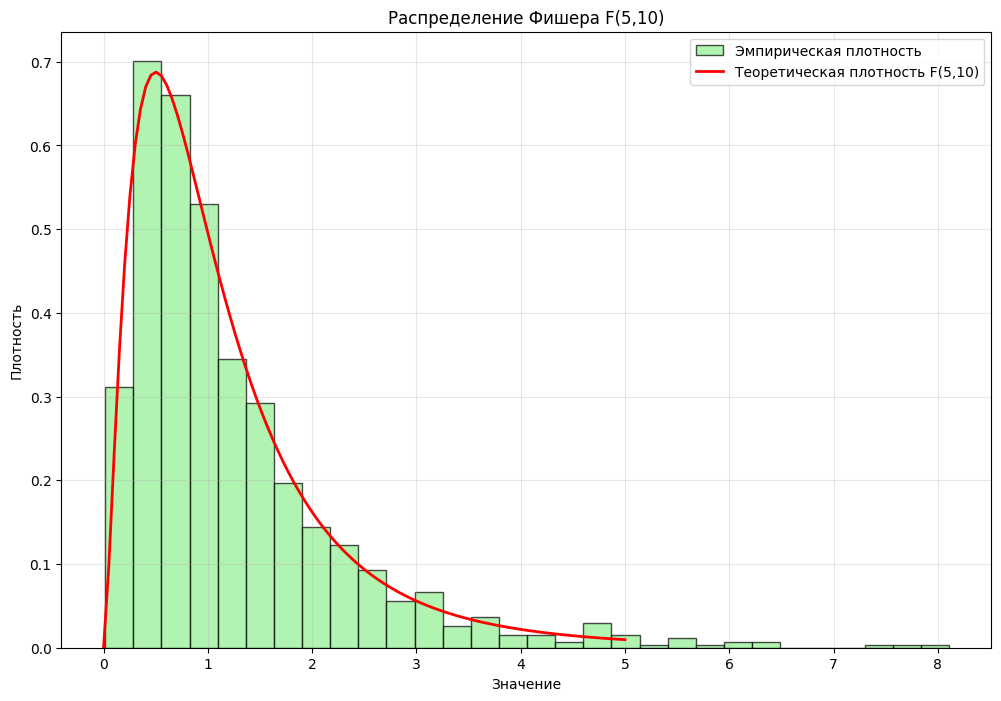 Распределение Фишера F(5,10)
Эмпирическая плотность
Теоретическая плотность F(5,10)
Плотность
0.7
0.6
0.5
0.4
0.3
0.2
0.1
0.0
0 1 2 3 4 5 6 7 8
Значение